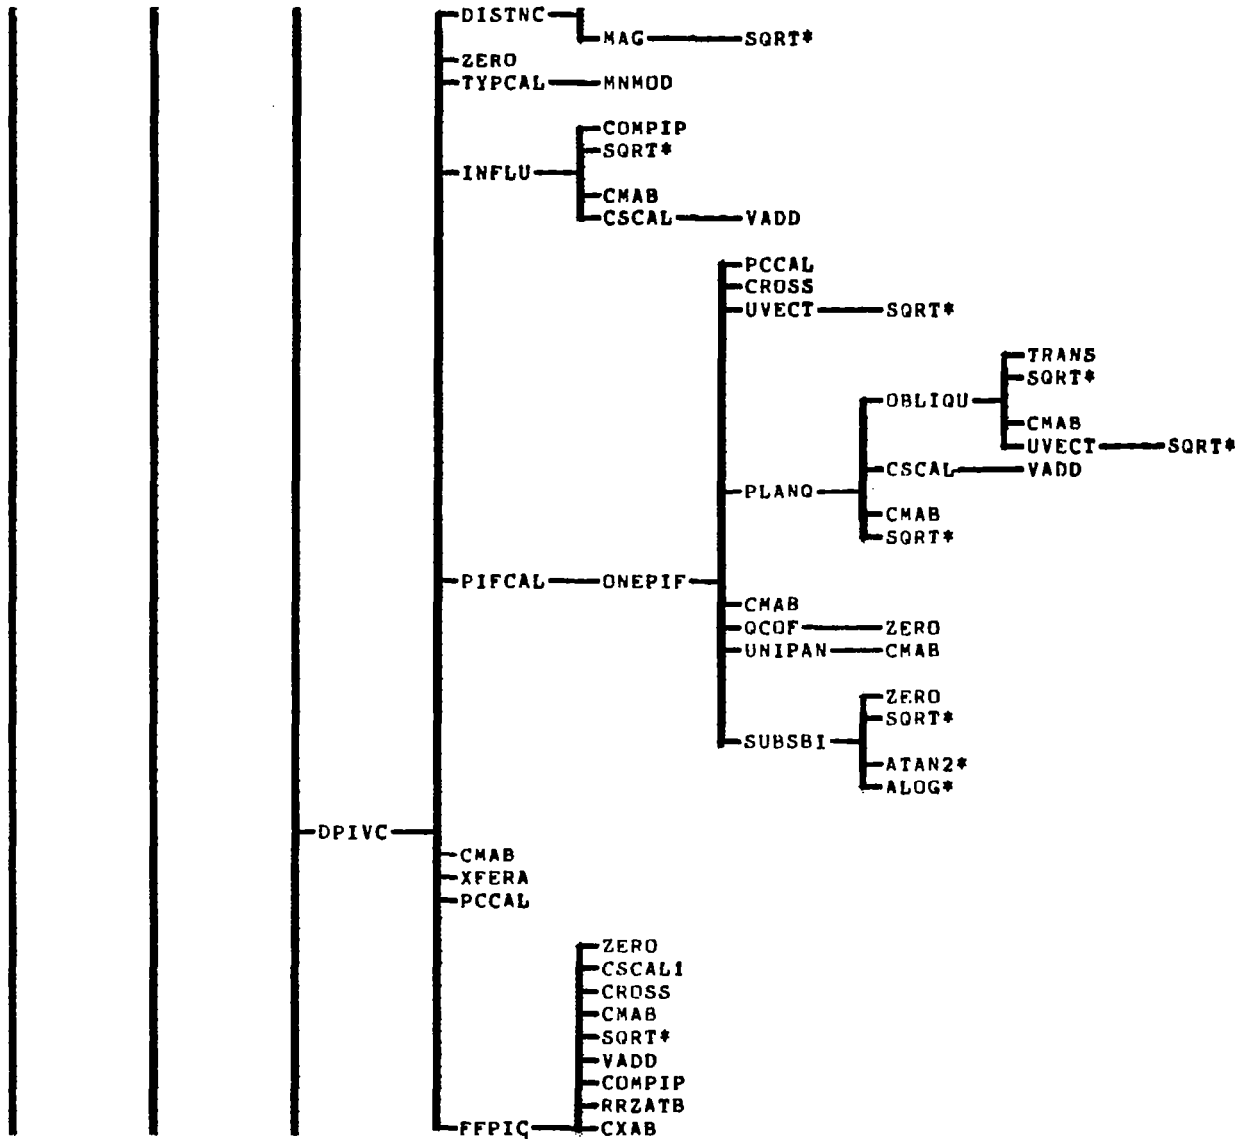 DISTNC
MAG SQRT*
ZERO
TYPCAL MNMOD
COMPIP
SQRT*
INFLU
CMAB
CSCAL VADD
PCCAL
CROSS
UVECT SQRT*
TRANS
SQRT*
OBLIQU
CMAB
UVECT SQRT*
CSCAL VADD
PLANQ
CMAB
SQRT*
PIFCAL ONEPIF
CMAB
QCOF ZERO
UNIPAN CMAB
ZERO
SQRT*
SUBSBI
ATAN2*
ALOG*
DPIVC
CMAB
XFERA
PCCAL
ZERO
CSCAL1
CROSS
CMAB
SQRT*
VADD
COMPIP
RRZATB
FFPIC CXAB